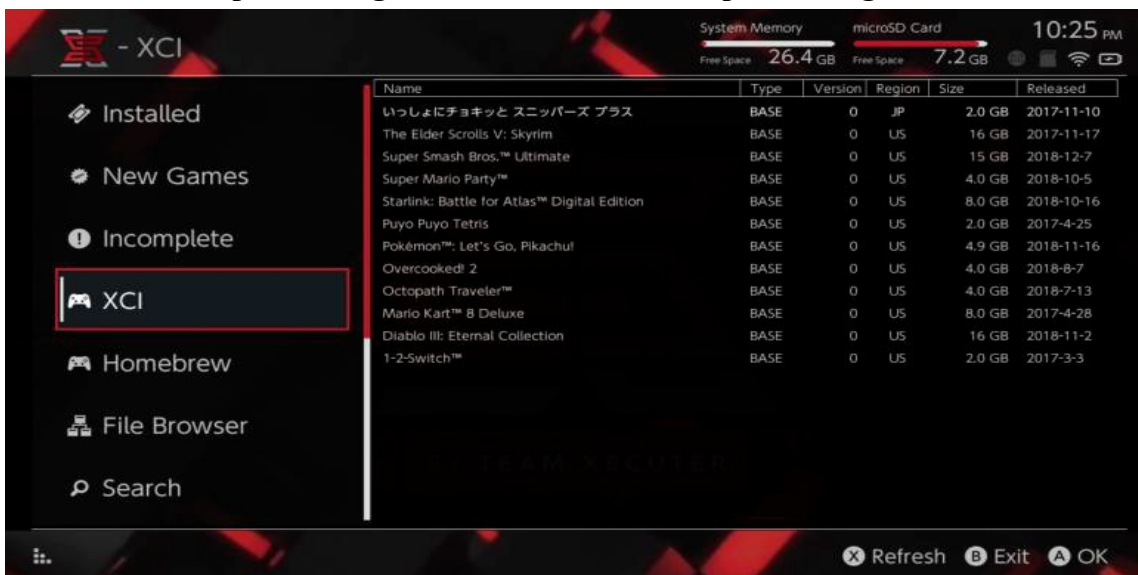 - XCI
System Memory
microSD Card
10:25 PM
Free Space 26.4 GB
Free Space 7.2 GB
Installed
New Games
Incomplete
XCI
Homebrew
File Browser
Search
Name Type Version Region Size Released
いっしょにチョキッと スニッパーズ プラス BASE 0 JP 2.0 GB 2017-11-10
The Elder Scrolls V: Skyrim BASE 0 US 16 GB 2017-11-17
Super Smash Bros.™ Ultimate BASE 0 US 15 GB 2018-12-7
Super Mario Party™ BASE 0 US 4.0 GB 2018-10-5
Starlink: Battle for Atlas™ Digital Edition BASE 0 US 8.0 GB 2018-10-16
Puyo Puyo Tetris BASE 0 US 2.0 GB 2017-4-25
Pokémon™: Let's Go, Pikachu! BASE 0 US 4.9 GB 2018-11-16
Overcooked! 2 BASE 0 US 4.0 GB 2018-8-7
Octopath Traveler™ BASE 0 US 4.0 GB 2018-7-13
Mario Kart™ 8 Deluxe BASE 0 US 8.0 GB 2017-4-28
Diablo III: Eternal Collection BASE 0 US 16 GB 2018-11-2
1-2-Switch™ BASE 0 US 2.0 GB 2017-3-3
TEAM XECUTER
X Refresh B Exit A OK